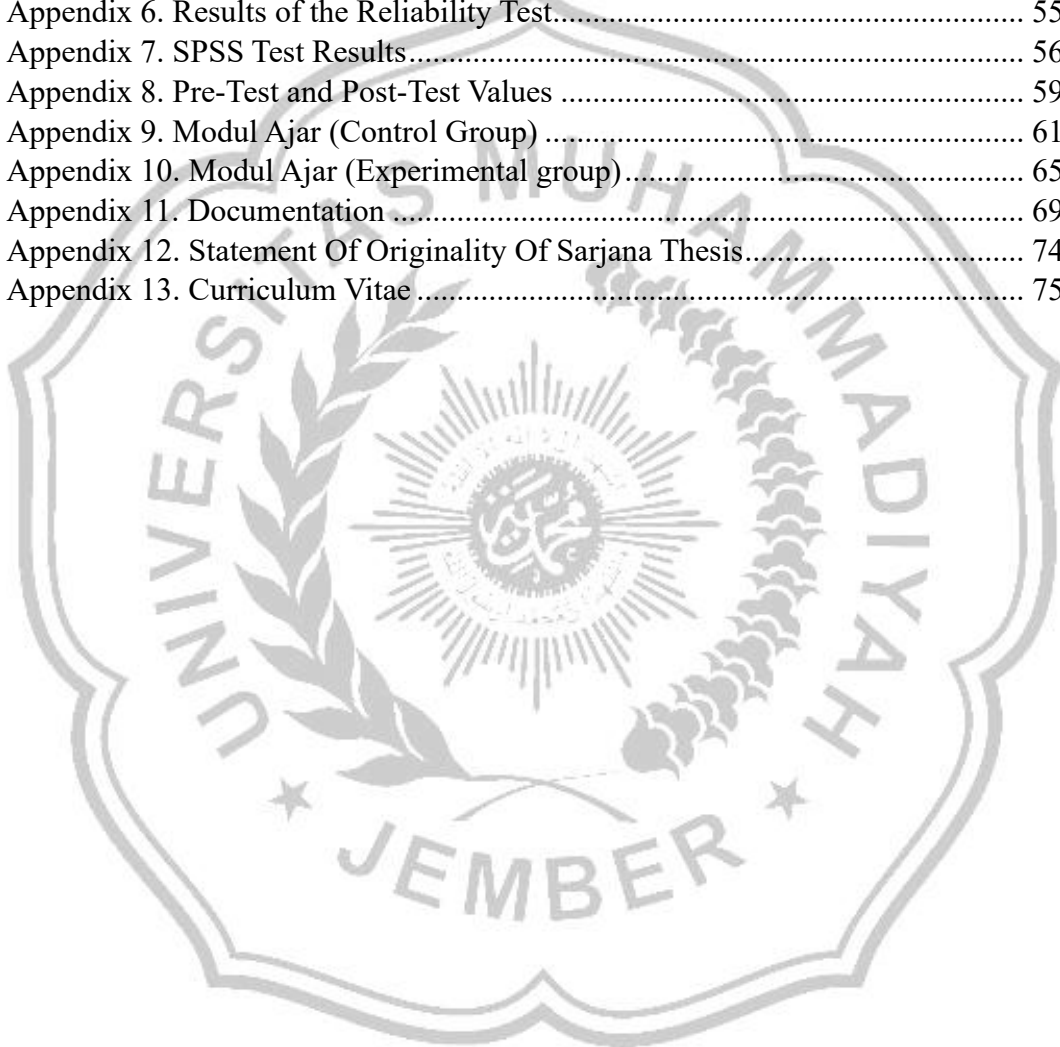 Appendix 6. Results of the Reliability Test.......................................................... 55
Appendix 7. SPSS Test Results............................................................................ 56
Appendix 8. Pre-Test and Post-Test Values ......................................................... 59
Appendix 9. Modul Ajar (Control Group) ........................................................... 61
Appendix 10. Modul Ajar (Experimental group)................................................. 65
Appendix 11. Documentation .............................................................................. 69
Appendix 12. Statement Of Originality Of Sarjana Thesis.................................. 74
Appendix 13. Curriculum Vitae ........................................................................... 75
UNIVERSITAS MUHAMMADIYAH
JEMBER